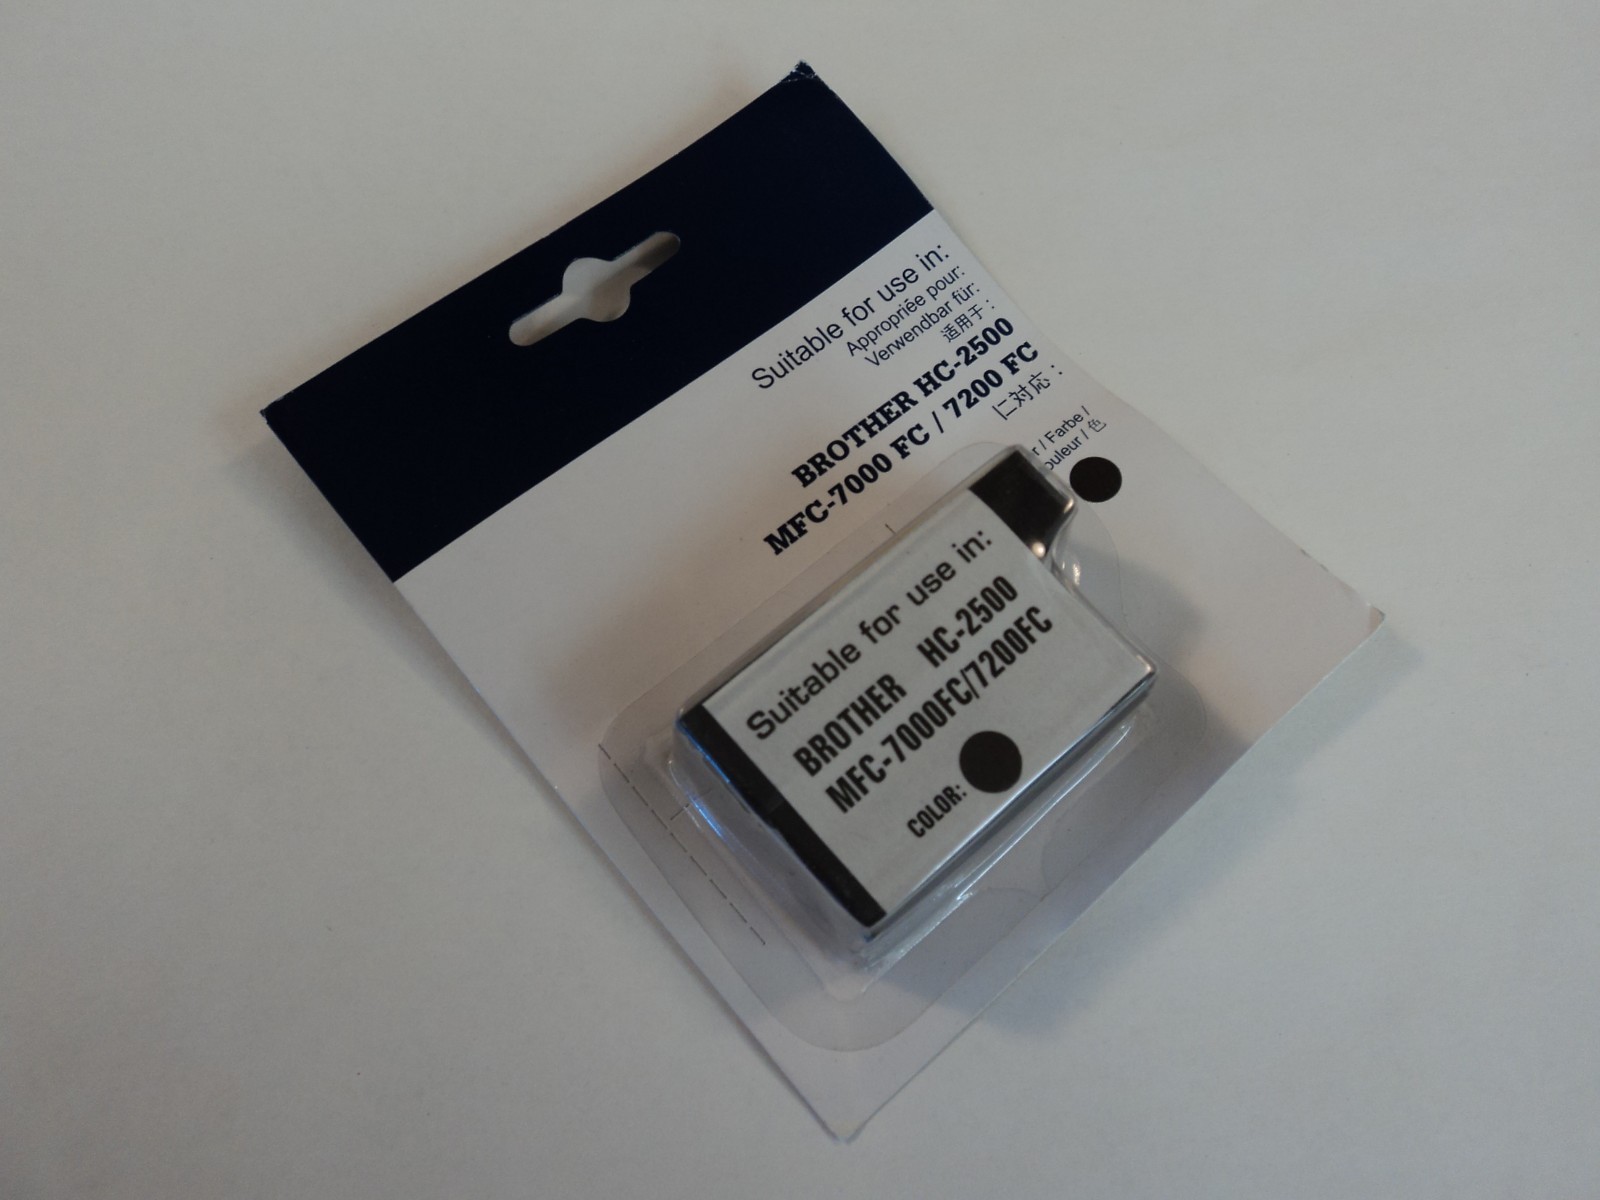 Suitable for use in:
Appropriée pour:
Verwendbar für:
适用于：
BROTHER HC-2500
MFC-7000 FC / 7200 FC
に対応：
/ Farbe /
/ 色
Suitable for use in:
BROTHER HC-2500
MFC-7000FC/7200FC
COLOR: